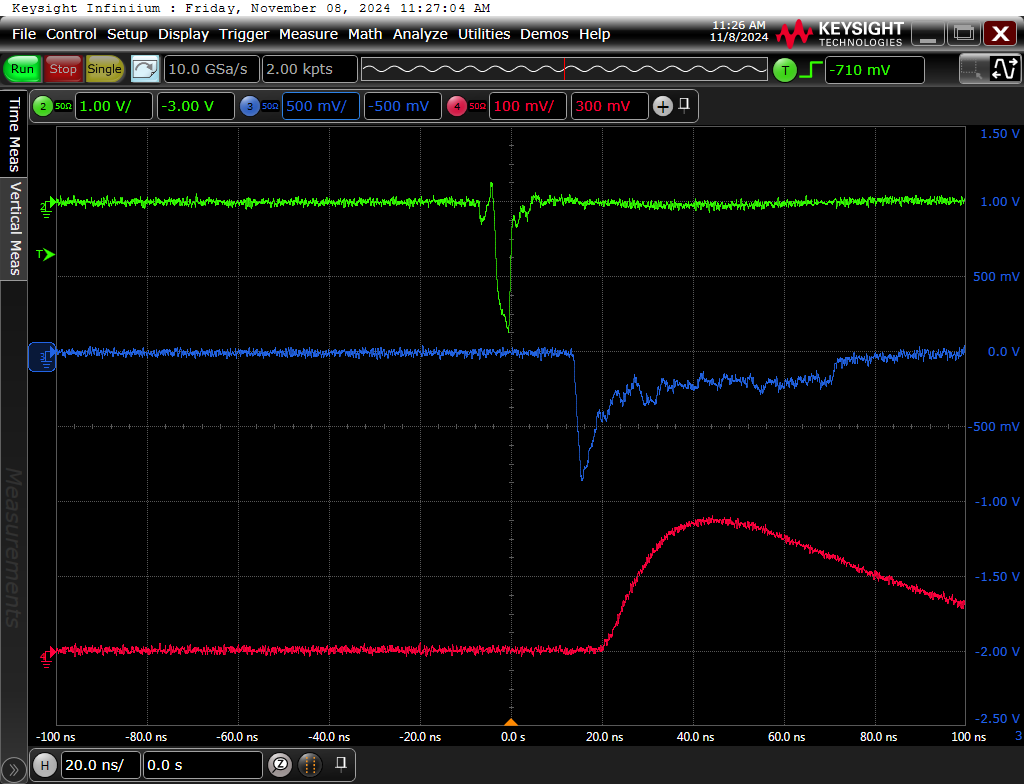 Keysight Infiniium : Friday, November 08, 2024 11:27:04 AM
File Control Setup Display Trigger Measure Math Analyze Utilities Demos Help
11:26 AM
11/8/2024
KEYSIGHT
TECHNOLOGIES
Run Stop Single 10.0 GSa/s 2.00 kpts T -710 mV
2 50Ω 1.00 V/ -3.00 V 3 50Ω 500 mV/ -500 mV 4 50Ω 100 mV/ 300 mV
Time Meas
Vertical Meas
Measurements
1.50 V
2 1.00 V
T
500 mV
3 0.0 V
-500 mV
-1.00 V
-1.50 V
4 -2.00 V
-2.50 V
-100 ns -80.0 ns -60.0 ns -40.0 ns -20.0 ns 0.0 s 20.0 ns 40.0 ns 60.0 ns 80.0 ns 100 ns 3
H 20.0 ns/ 0.0 s Z